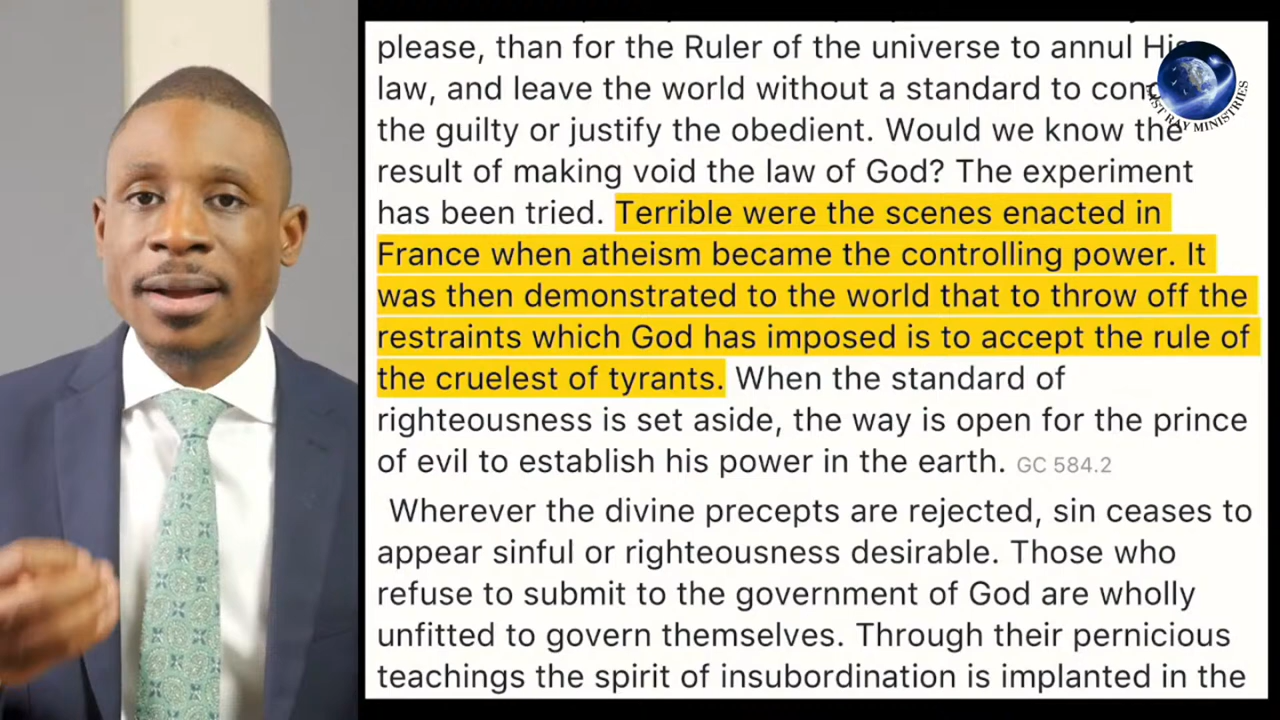 please, than for the Ruler of the universe to annul His
law, and leave the world without a standard to
the guilty or justify the obedient. Would we know the
result of making void the law of God? The experiment
has been tried. Terrible were the scenes enacted in
France when atheism became the controlling power. It
was then demonstrated to the world that to throw off the
restraints which God has imposed is to accept the rule of
the cruelest of tyrants. When the standard of
righteousness is set aside, the way is open for the prince
of evil to establish his power in the earth. GC 584.2
Wherever the divine precepts are rejected, sin ceases to
appear sinful or righteousness desirable. Those who
refuse to submit to the government of God are wholly
unfitted to govern themselves. Through their pernicious
teachings the spirit of insubordination is implanted in the
RAY MINISTRIES